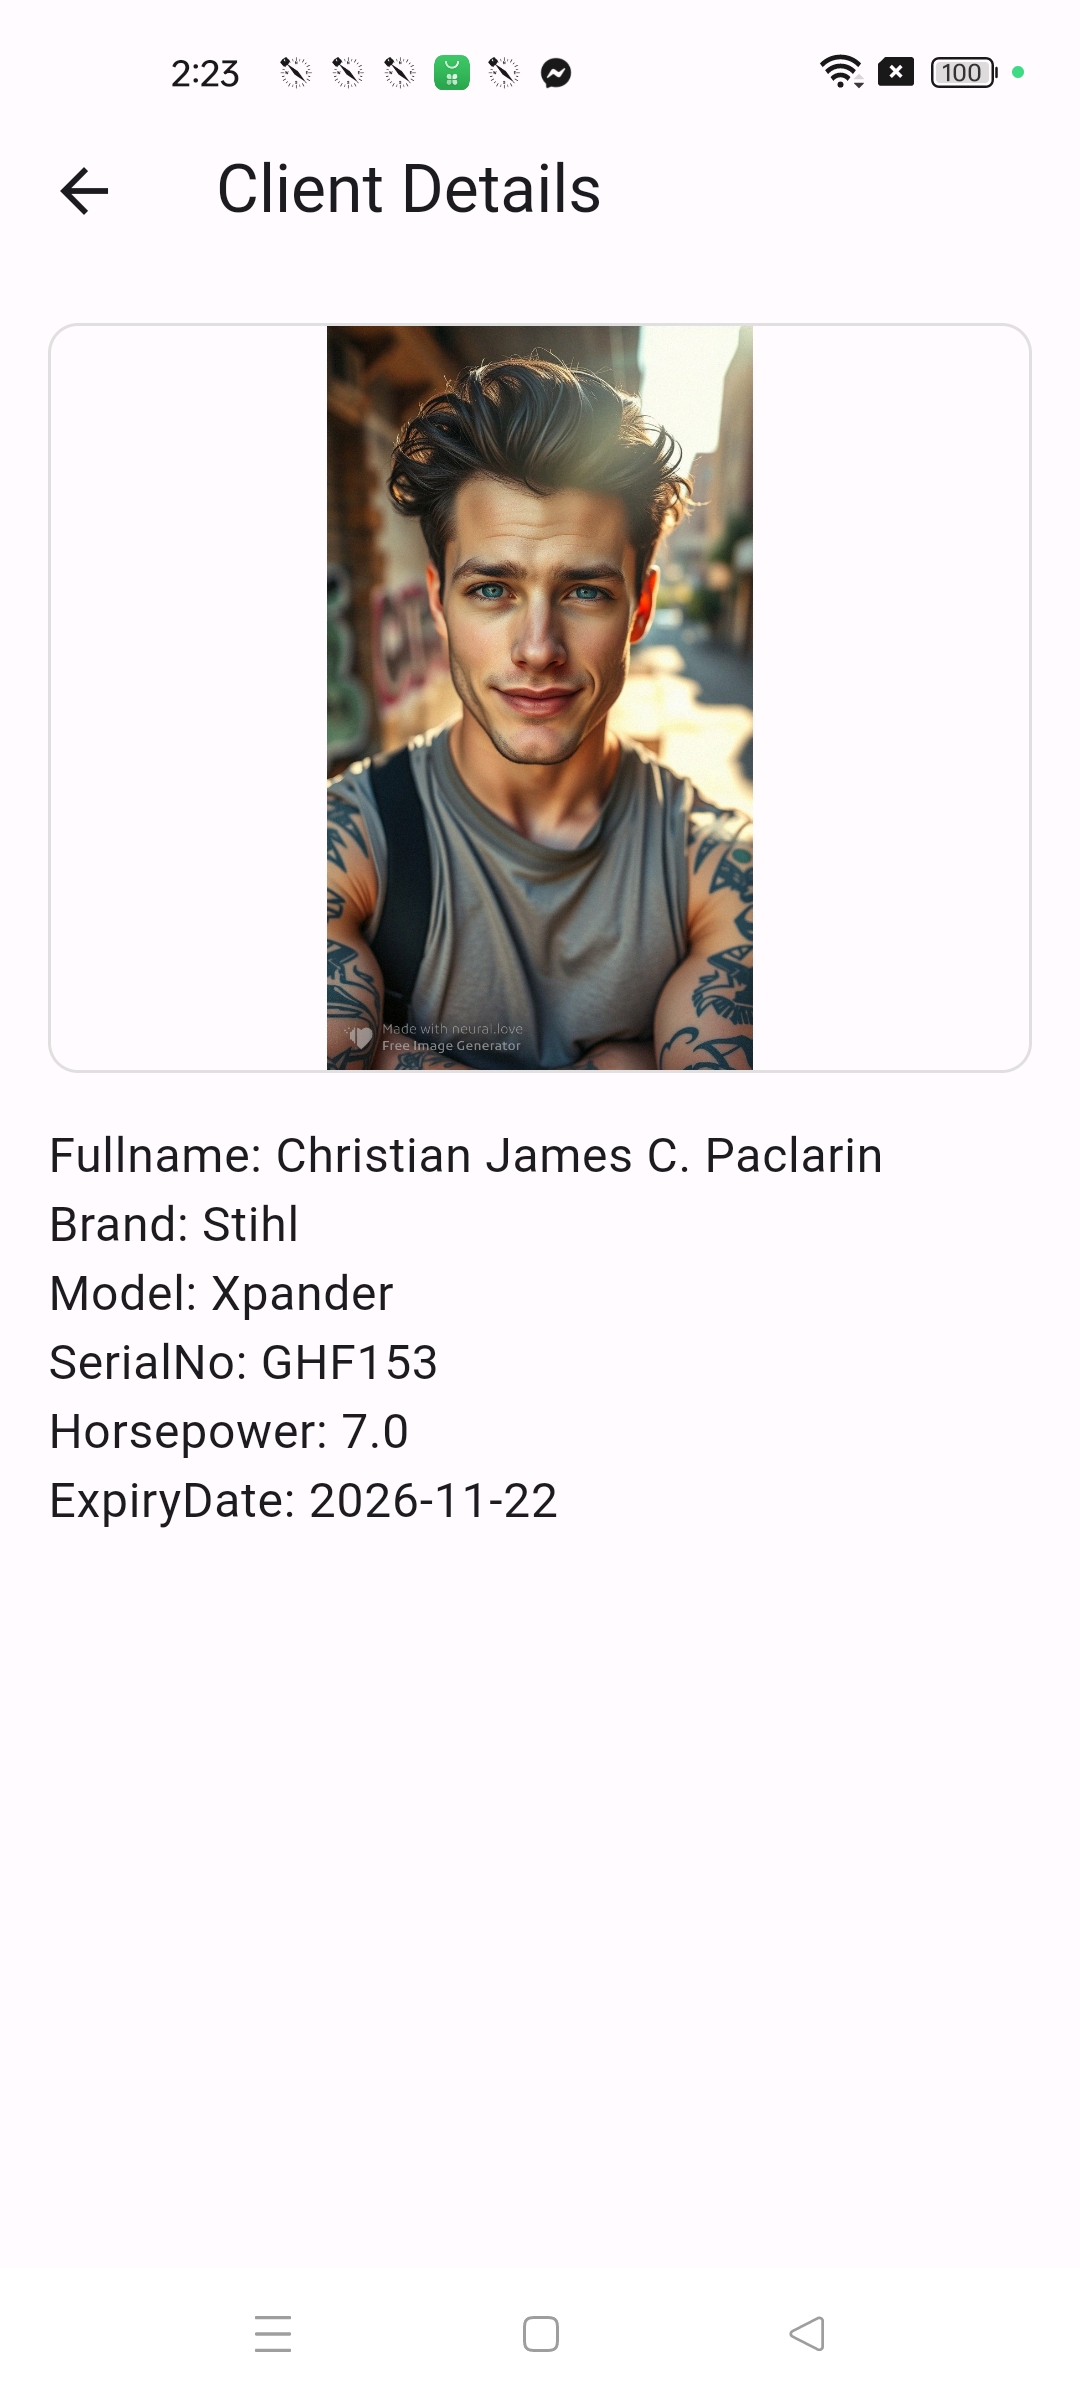 2:23
100
Client Details
Made with neural.love
Free Image Generator
Fullname: Christian James C. Paclarin
Brand: Stihl
Model: Xpander
SerialNo: GHF153
Horsepower: 7.0
ExpiryDate: 2026-11-22